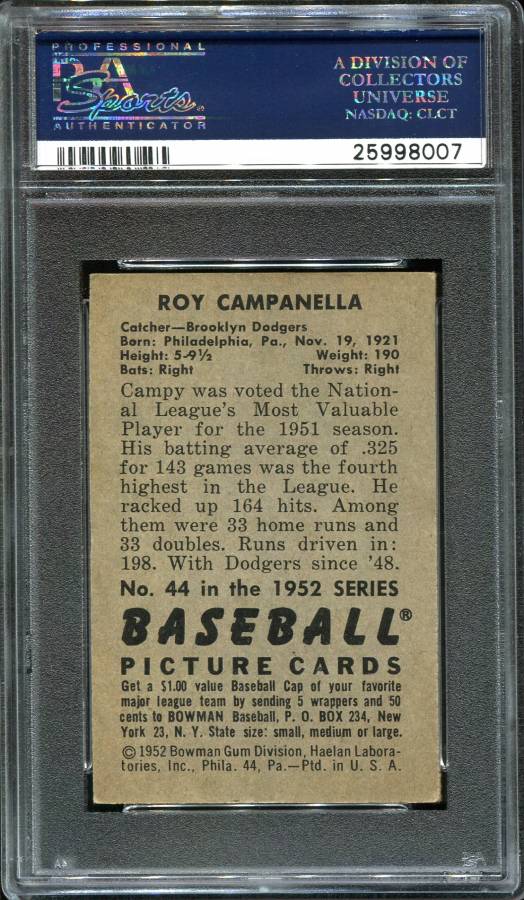 PROFESSIONAL
PSA
Sports
AUTHENTICATOR
A DIVISION OF
COLLECTORS
UNIVERSE
NASDAQ: CLCT
25998007
ROY CAMPANELLA
Catcher—Brooklyn Dodgers
Born: Philadelphia, Pa., Nov. 19, 1921
Height: 5-9½ Weight: 190
Bats: Right Throws: Right
Campy was voted the Nation-
al League's Most Valuable
Player for the 1951 season.
His batting average of .325
for 143 games was the fourth
highest in the League. He
racked up 164 hits. Among
them were 33 home runs and
33 doubles. Runs driven in:
198. With Dodgers since '48.
No. 44 in the 1952 SERIES
BASEBALL®
PICTURE CARDS
Get a $1.00 value Baseball Cap of your favorite
major league team by sending 5 wrappers and 50
cents to BOWMAN Baseball, P. O. BOX 234, New
York 23, N. Y. State size: small, medium or large.
©1952 Bowman Gum Division, Haelan Labora-
tories, Inc., Phila. 44, Pa.—Ptd. in U. S. A.